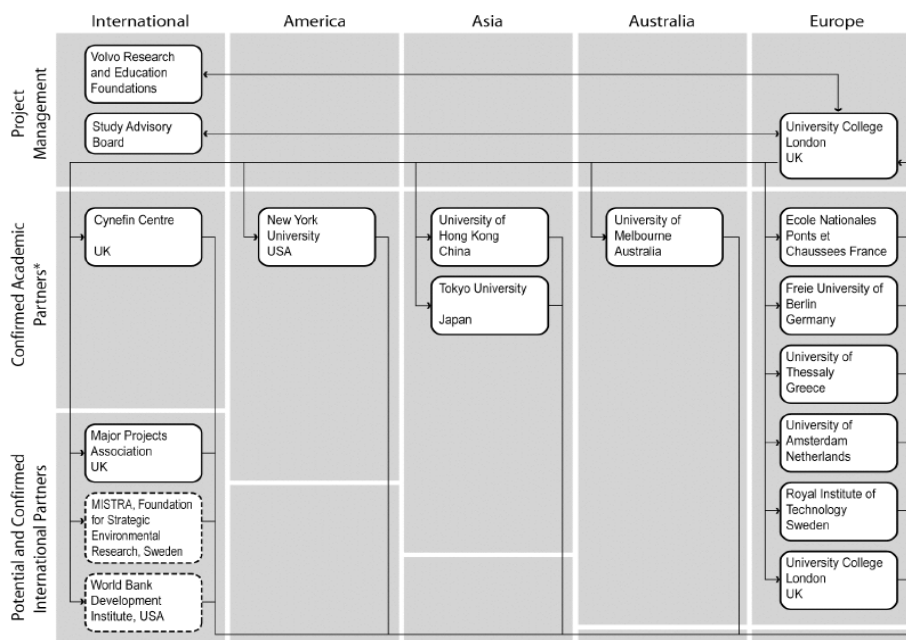 International
America
Asia
Australia
Europe
Project
Management
Volvo Research
and Education
Foundations
Study Advisory
Board
University College
London
UK
Confirmed Academic
Partners*
Cynefin Centre
UK
New York
University
USA
University of
Hong Kong
China
Tokyo University
Japan
University of
Melbourne
Australia
Ecole Nationales
Ponts et
Chaussees France
Freie University of
Berlin
Germany
University of
Thessaly
Greece
University of
Amsterdam
Netherlands
Royal Institute of
Technology
Sweden
University College
London
UK
Potential and Confirmed
International Partners
Major Projects
Association
UK
MISTRA, Foundation
for Strategic
Environmental
Research, Sweden
World Bank
Development
Institute, USA